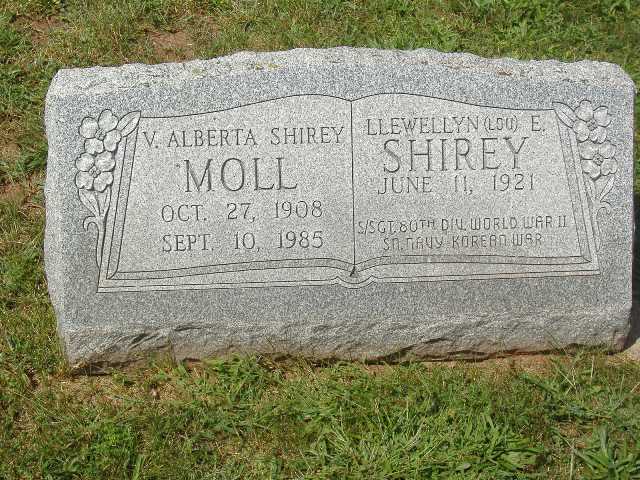 V. ALBERTA SHIREY
MOLL
OCT. 27, 1908
SEPT. 10, 1985
LLEWELLYN (LOU) E.
SHIREY
JUNE 11, 1921
S/SGT. 80TH DIV. WORLD WAR II
SN. NAVY KOREAN WAR